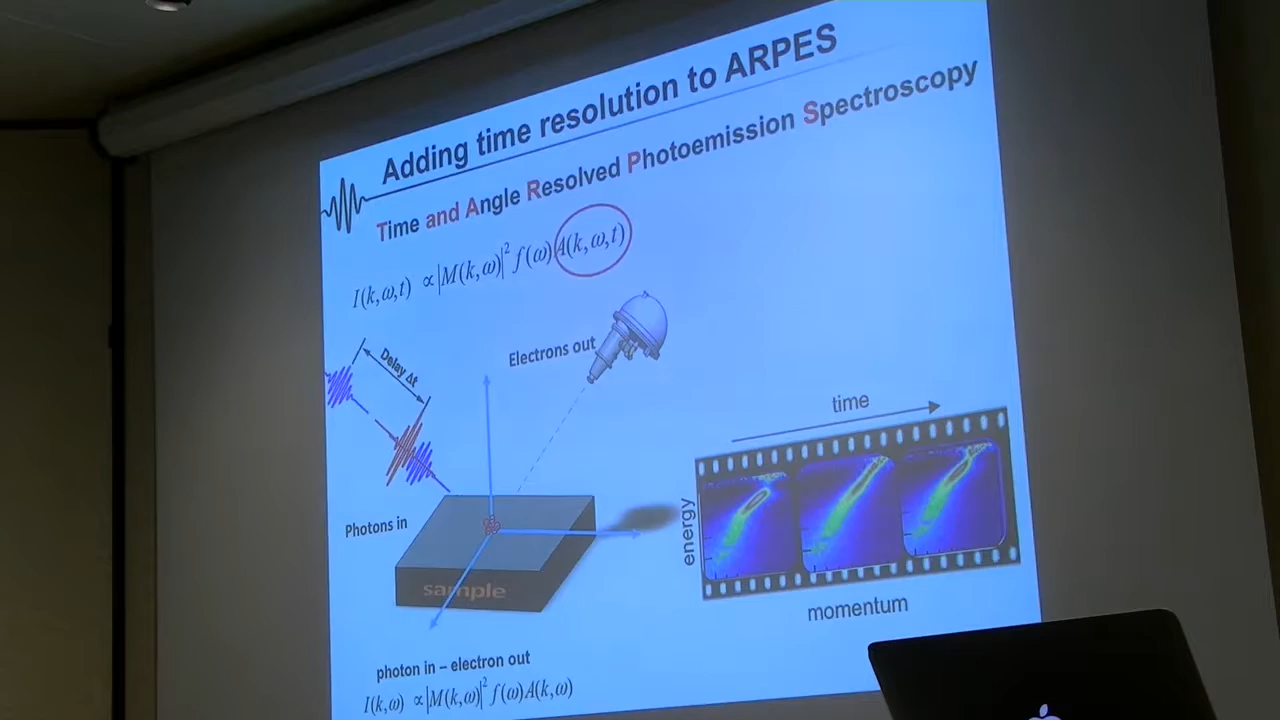 Adding time resolution to ARPES
Time and Angle Resolved Photoemission Spectroscopy
I(k,ω,t) ∝|M(k,ω)|² f(ω)A(k,ω,t)
Delay Δt
Electrons out
Photons in
sample
time
energy
momentum
photon in – electron out
I(k,ω) ∝|M(k,ω)|² f(ω)A(k,ω)